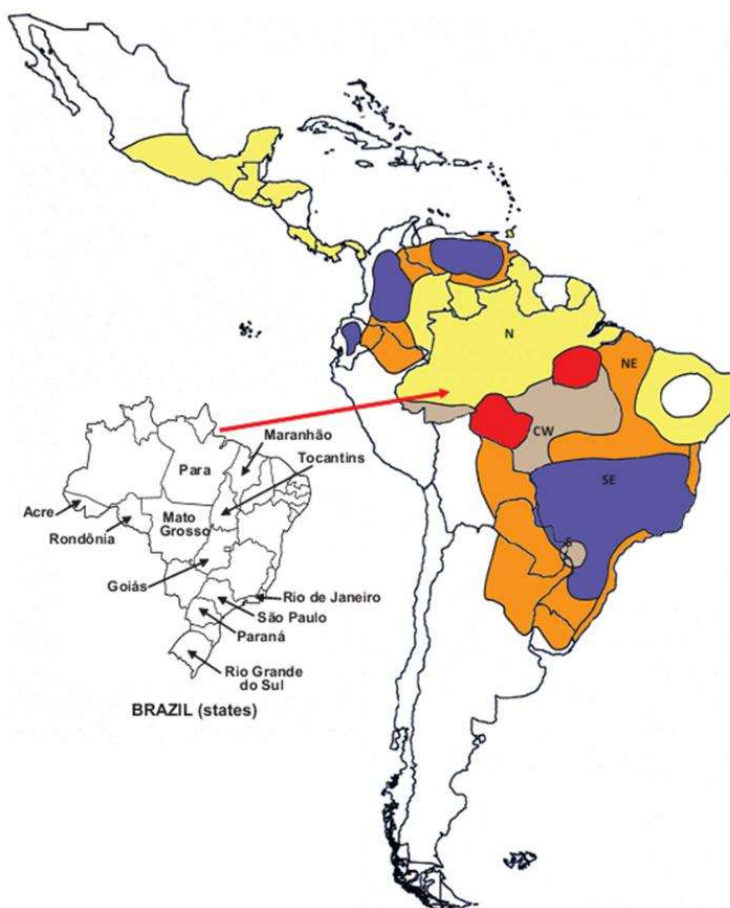 N
NE
CW
SE
S
Maranhão
Para
Tocantins
Acre
Mato
Grosso
Rondônia
Goiás
Rio de Janeiro
São Paulo
Paraná
Rio Grande
do Sul
BRAZIL (states)